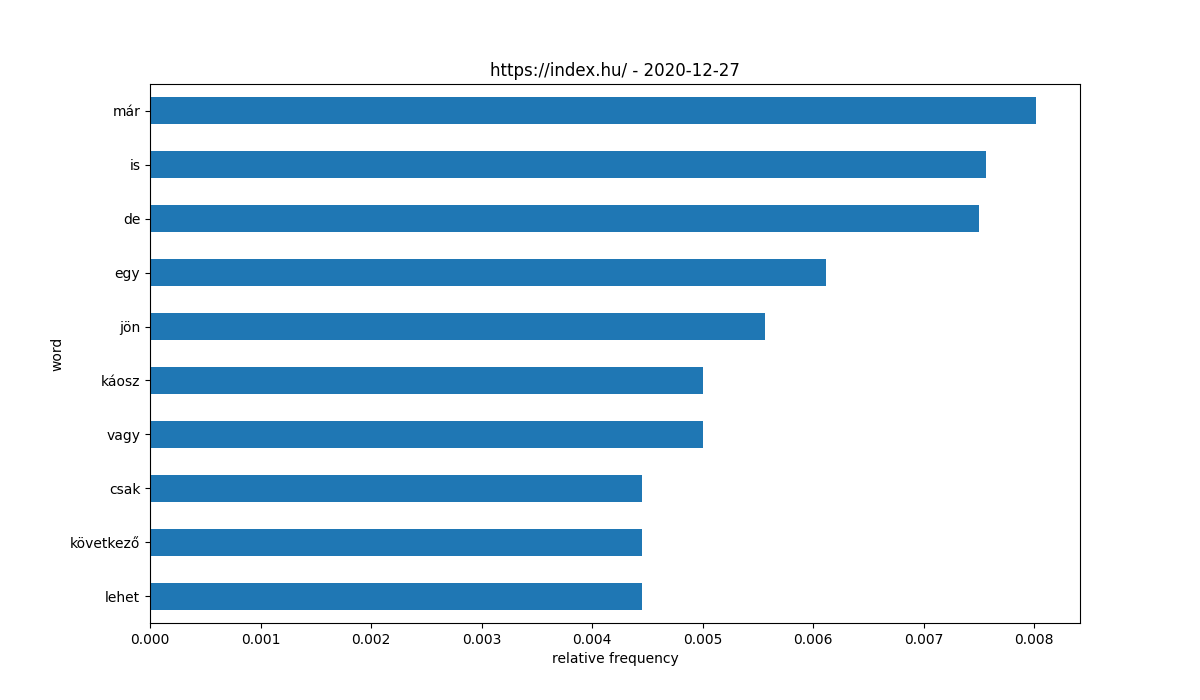 https://index.hu/ - 2020-12-27
már
is
de
egy
jön
káosz
vagy
csak
következő
lehet
word
0.000 0.001 0.002 0.003 0.004 0.005 0.006 0.007 0.008
relative frequency